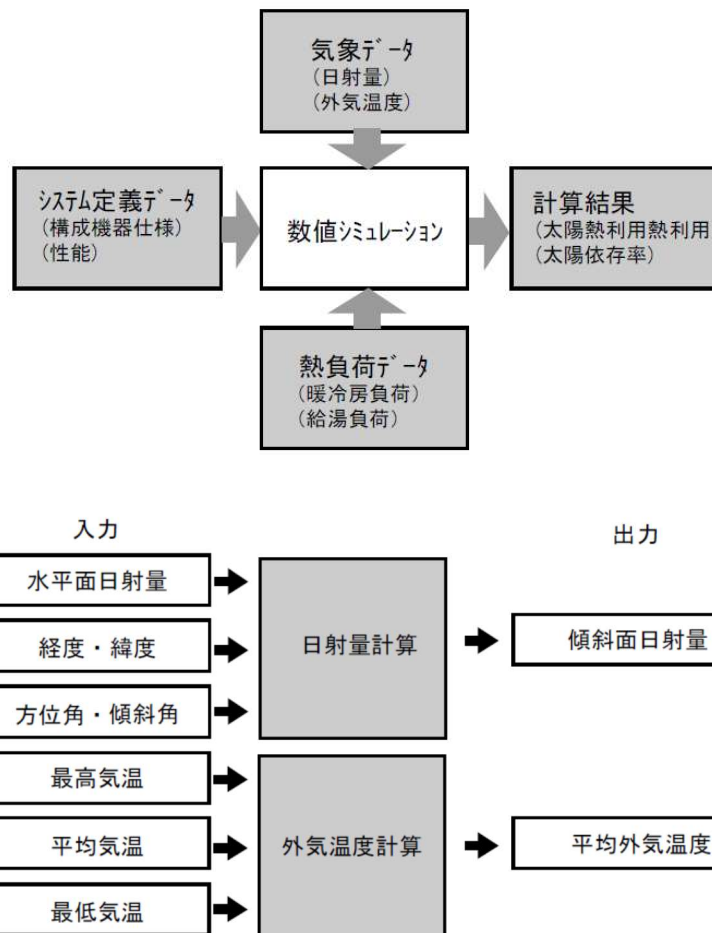 気象ﾃﾞｰﾀ
(日射量)
(外気温度)
ｼｽﾃﾑ定義ﾃﾞｰﾀ
(構成機器仕様)
(性能)
数値ｼﾐｭﾚｰｼｮﾝ
計算結果
(太陽熱利用熱利用
(太陽依存率)
熱負荷ﾃﾞｰﾀ
(暖冷房負荷)
(給湯負荷)
入力
出力
水平面日射量
経度・緯度
方位角・傾斜角
日射量計算
傾斜面日射量
最高気温
平均気温
最低気温
外気温度計算
平均外気温度